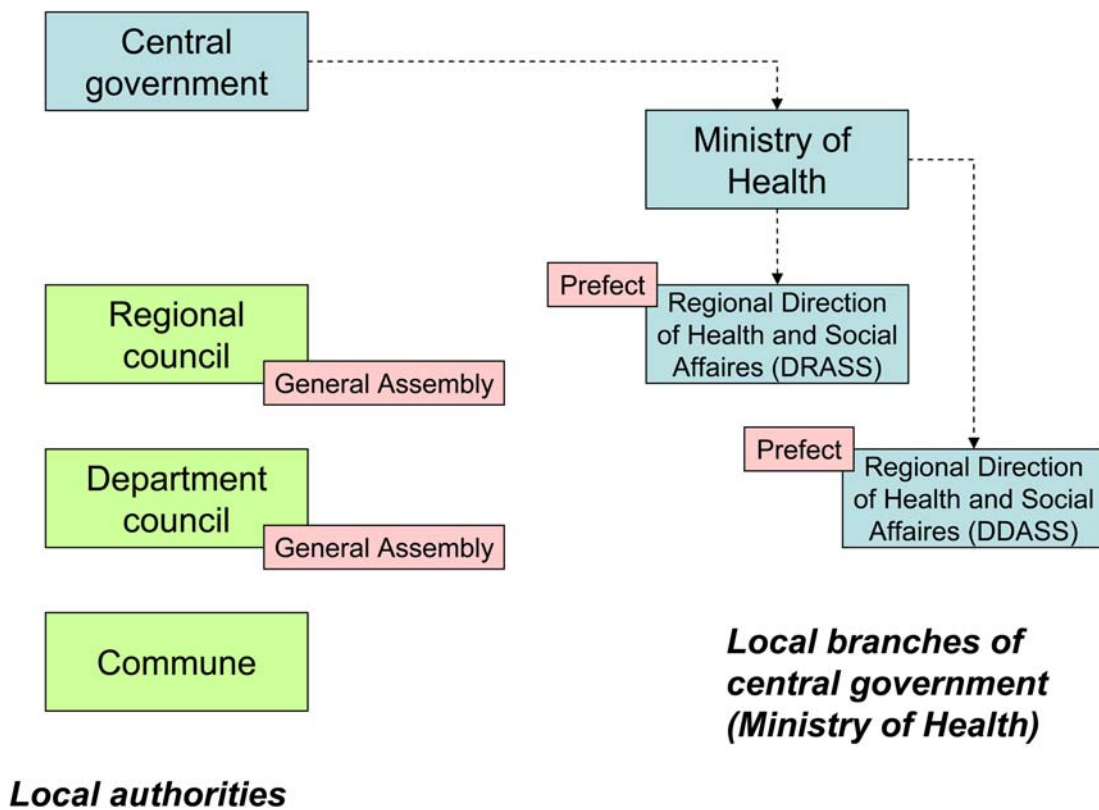 Central
government
Ministry of
Health
Prefect
Regional Direction
of Health and Social
Affaires (DRASS)
Regional
council
General Assembly
Prefect
Regional Direction
of Health and Social
Affaires (DDASS)
Department
council
General Assembly
Commune
Local branches of
central government
(Ministry of Health)
Local authorities